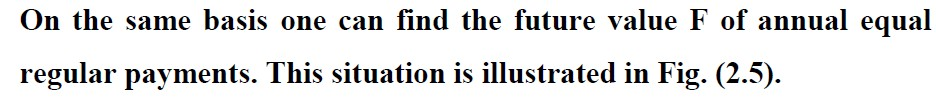 On the same basis one can find the future value F of annual equal
regular payments. This situation is illustrated in Fig. (2.5).